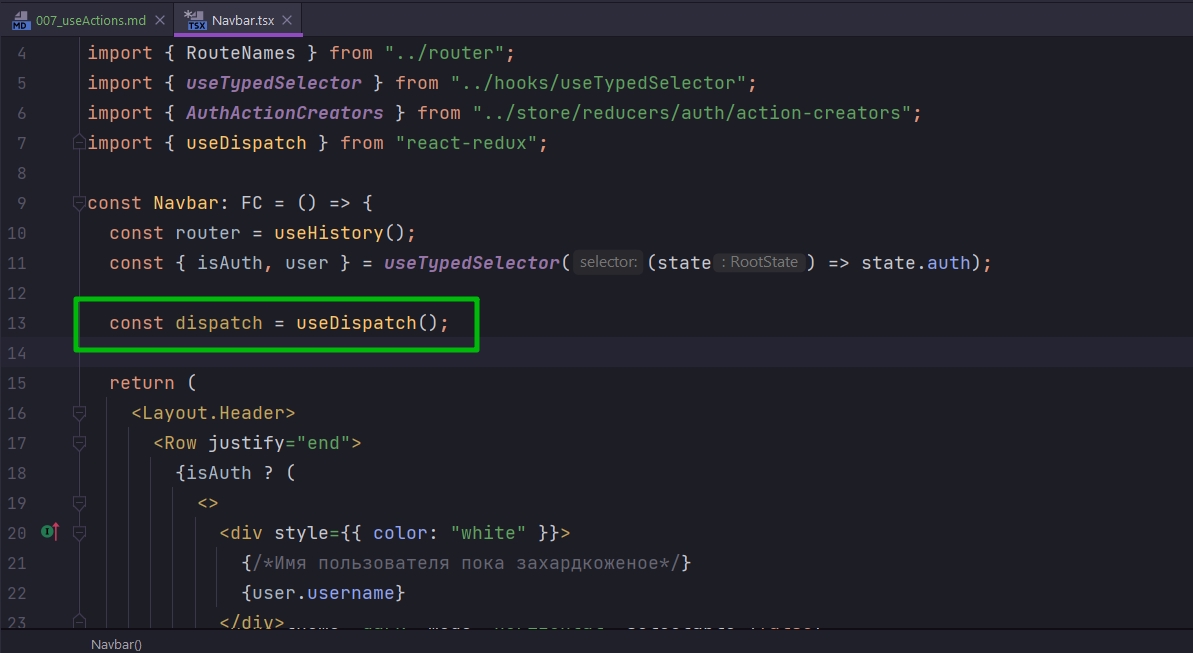 MD 007_useActions.md
TSX Navbar.tsx
4 import { RouteNames } from "../router";
5 import { useTypedSelector } from "../hooks/useTypedSelector";
6 import { AuthActionCreators } from "../store/reducers/auth/action-creators";
7 import { useDispatch } from "react-redux";
8
9 const Navbar: FC = () => {
10 const router = useHistory();
11 const { isAuth, user } = useTypedSelector( selector: (state : RootState ) => state.auth);
12
13 const dispatch = useDispatch();
14
15 return (
16 <Layout.Header>
17 <Row justify="end">
18 {isAuth ? (
19 <>
20 <div style={{ color: "white" }}>
21 {/*Имя пользователя пока захардкоженое*/}
22 {user.username}
23 </div>
Navbar()